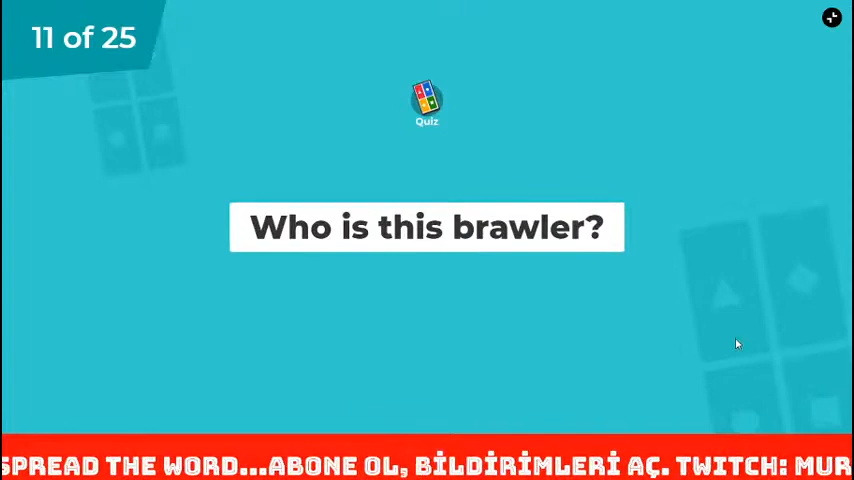 11 of 25
Quiz
Who is this brawler?
SPREAD THE WORD...ABONE OL, BİLDİRİMLERİ AÇ. TWITCH: MUR